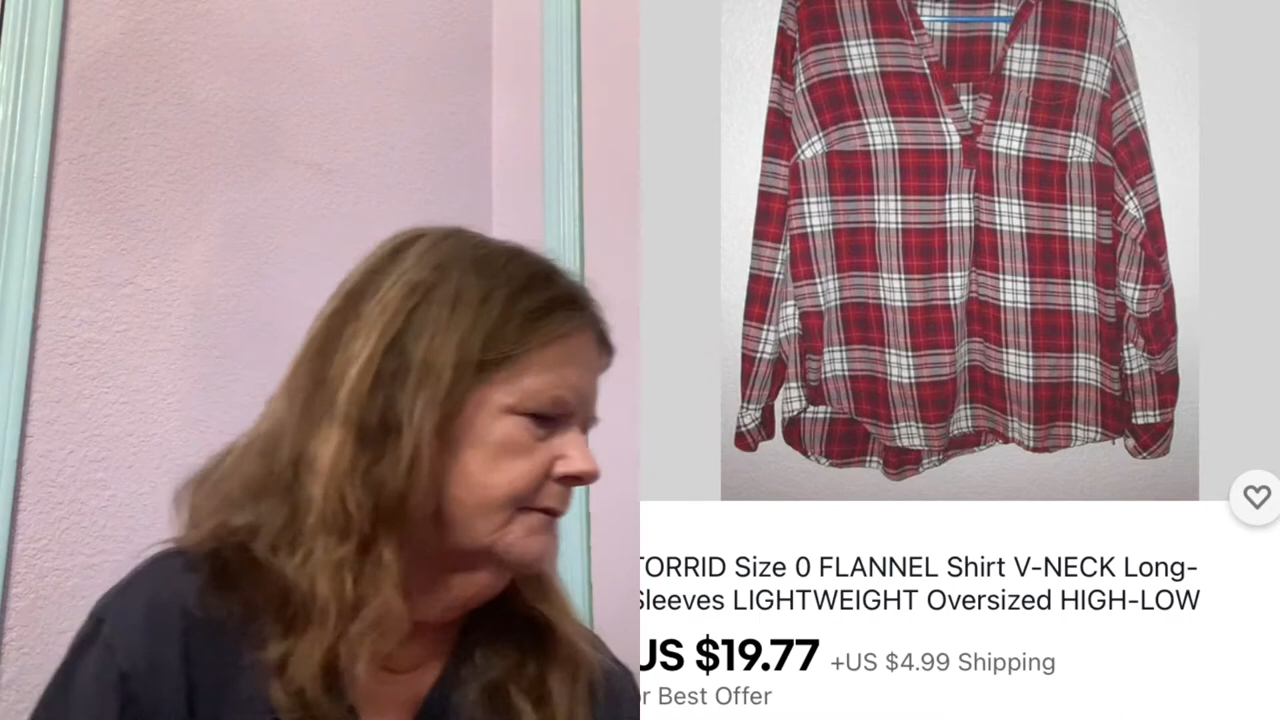 TORRID Size 0 FLANNEL Shirt V-NECK Long-
Sleeves LIGHTWEIGHT Oversized HIGH-LOW
US $19.77 +US $4.99 Shipping
or Best Offer